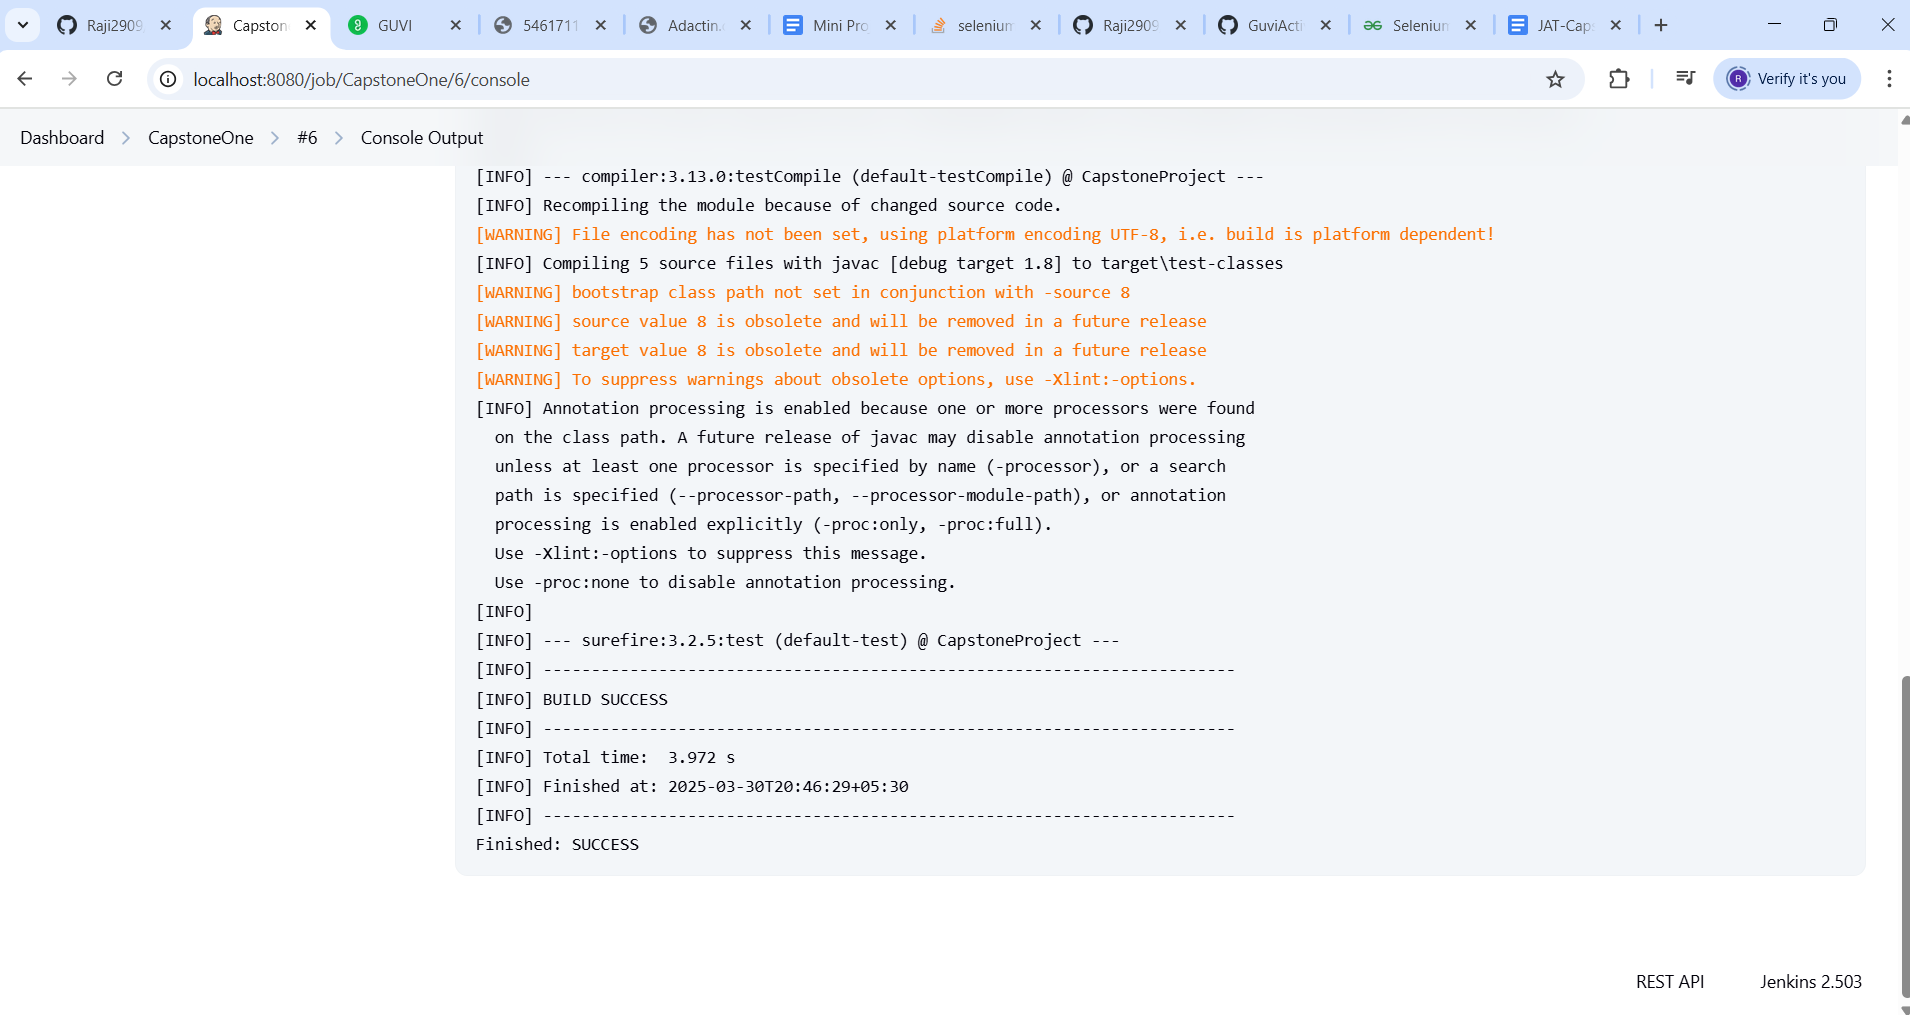 Raji2909
Capston
GUVI
5461711
Adactin.
Mini Pro
selenium
Raji2909
GuviActi
Selenium
JAT-Cap
localhost:8080/job/CapstoneOne/6/console
R
Verify it's you
Dashboard
CapstoneOne
#6
Console Output
[INFO] --- compiler:3.13.0:testCompile (default-testCompile) @ CapstoneProject ---
[INFO] Recompiling the module because of changed source code.
[WARNING] File encoding has not been set, using platform encoding UTF-8, i.e. build is platform dependent!
[INFO] Compiling 5 source files with javac [debug target 1.8] to target\test-classes
[WARNING] bootstrap class path not set in conjunction with -source 8
[WARNING] source value 8 is obsolete and will be removed in a future release
[WARNING] target value 8 is obsolete and will be removed in a future release
[WARNING] To suppress warnings about obsolete options, use -Xlint:-options.
[INFO] Annotation processing is enabled because one or more processors were found
on the class path. A future release of javac may disable annotation processing
unless at least one processor is specified by name (-processor), or a search
path is specified (--processor-path, --processor-module-path), or annotation
processing is enabled explicitly (-proc:only, -proc:full).
Use -Xlint:-options to suppress this message.
Use -proc:none to disable annotation processing.
[INFO]
[INFO] --- surefire:3.2.5:test (default-test) @ CapstoneProject ---
[INFO] ------------------------------------------------------------------------
[INFO] BUILD SUCCESS
[INFO] ------------------------------------------------------------------------
[INFO] Total time:  3.972 s
[INFO] Finished at: 2025-03-30T20:46:29+05:30
[INFO] ------------------------------------------------------------------------
Finished: SUCCESS
REST API
Jenkins 2.503